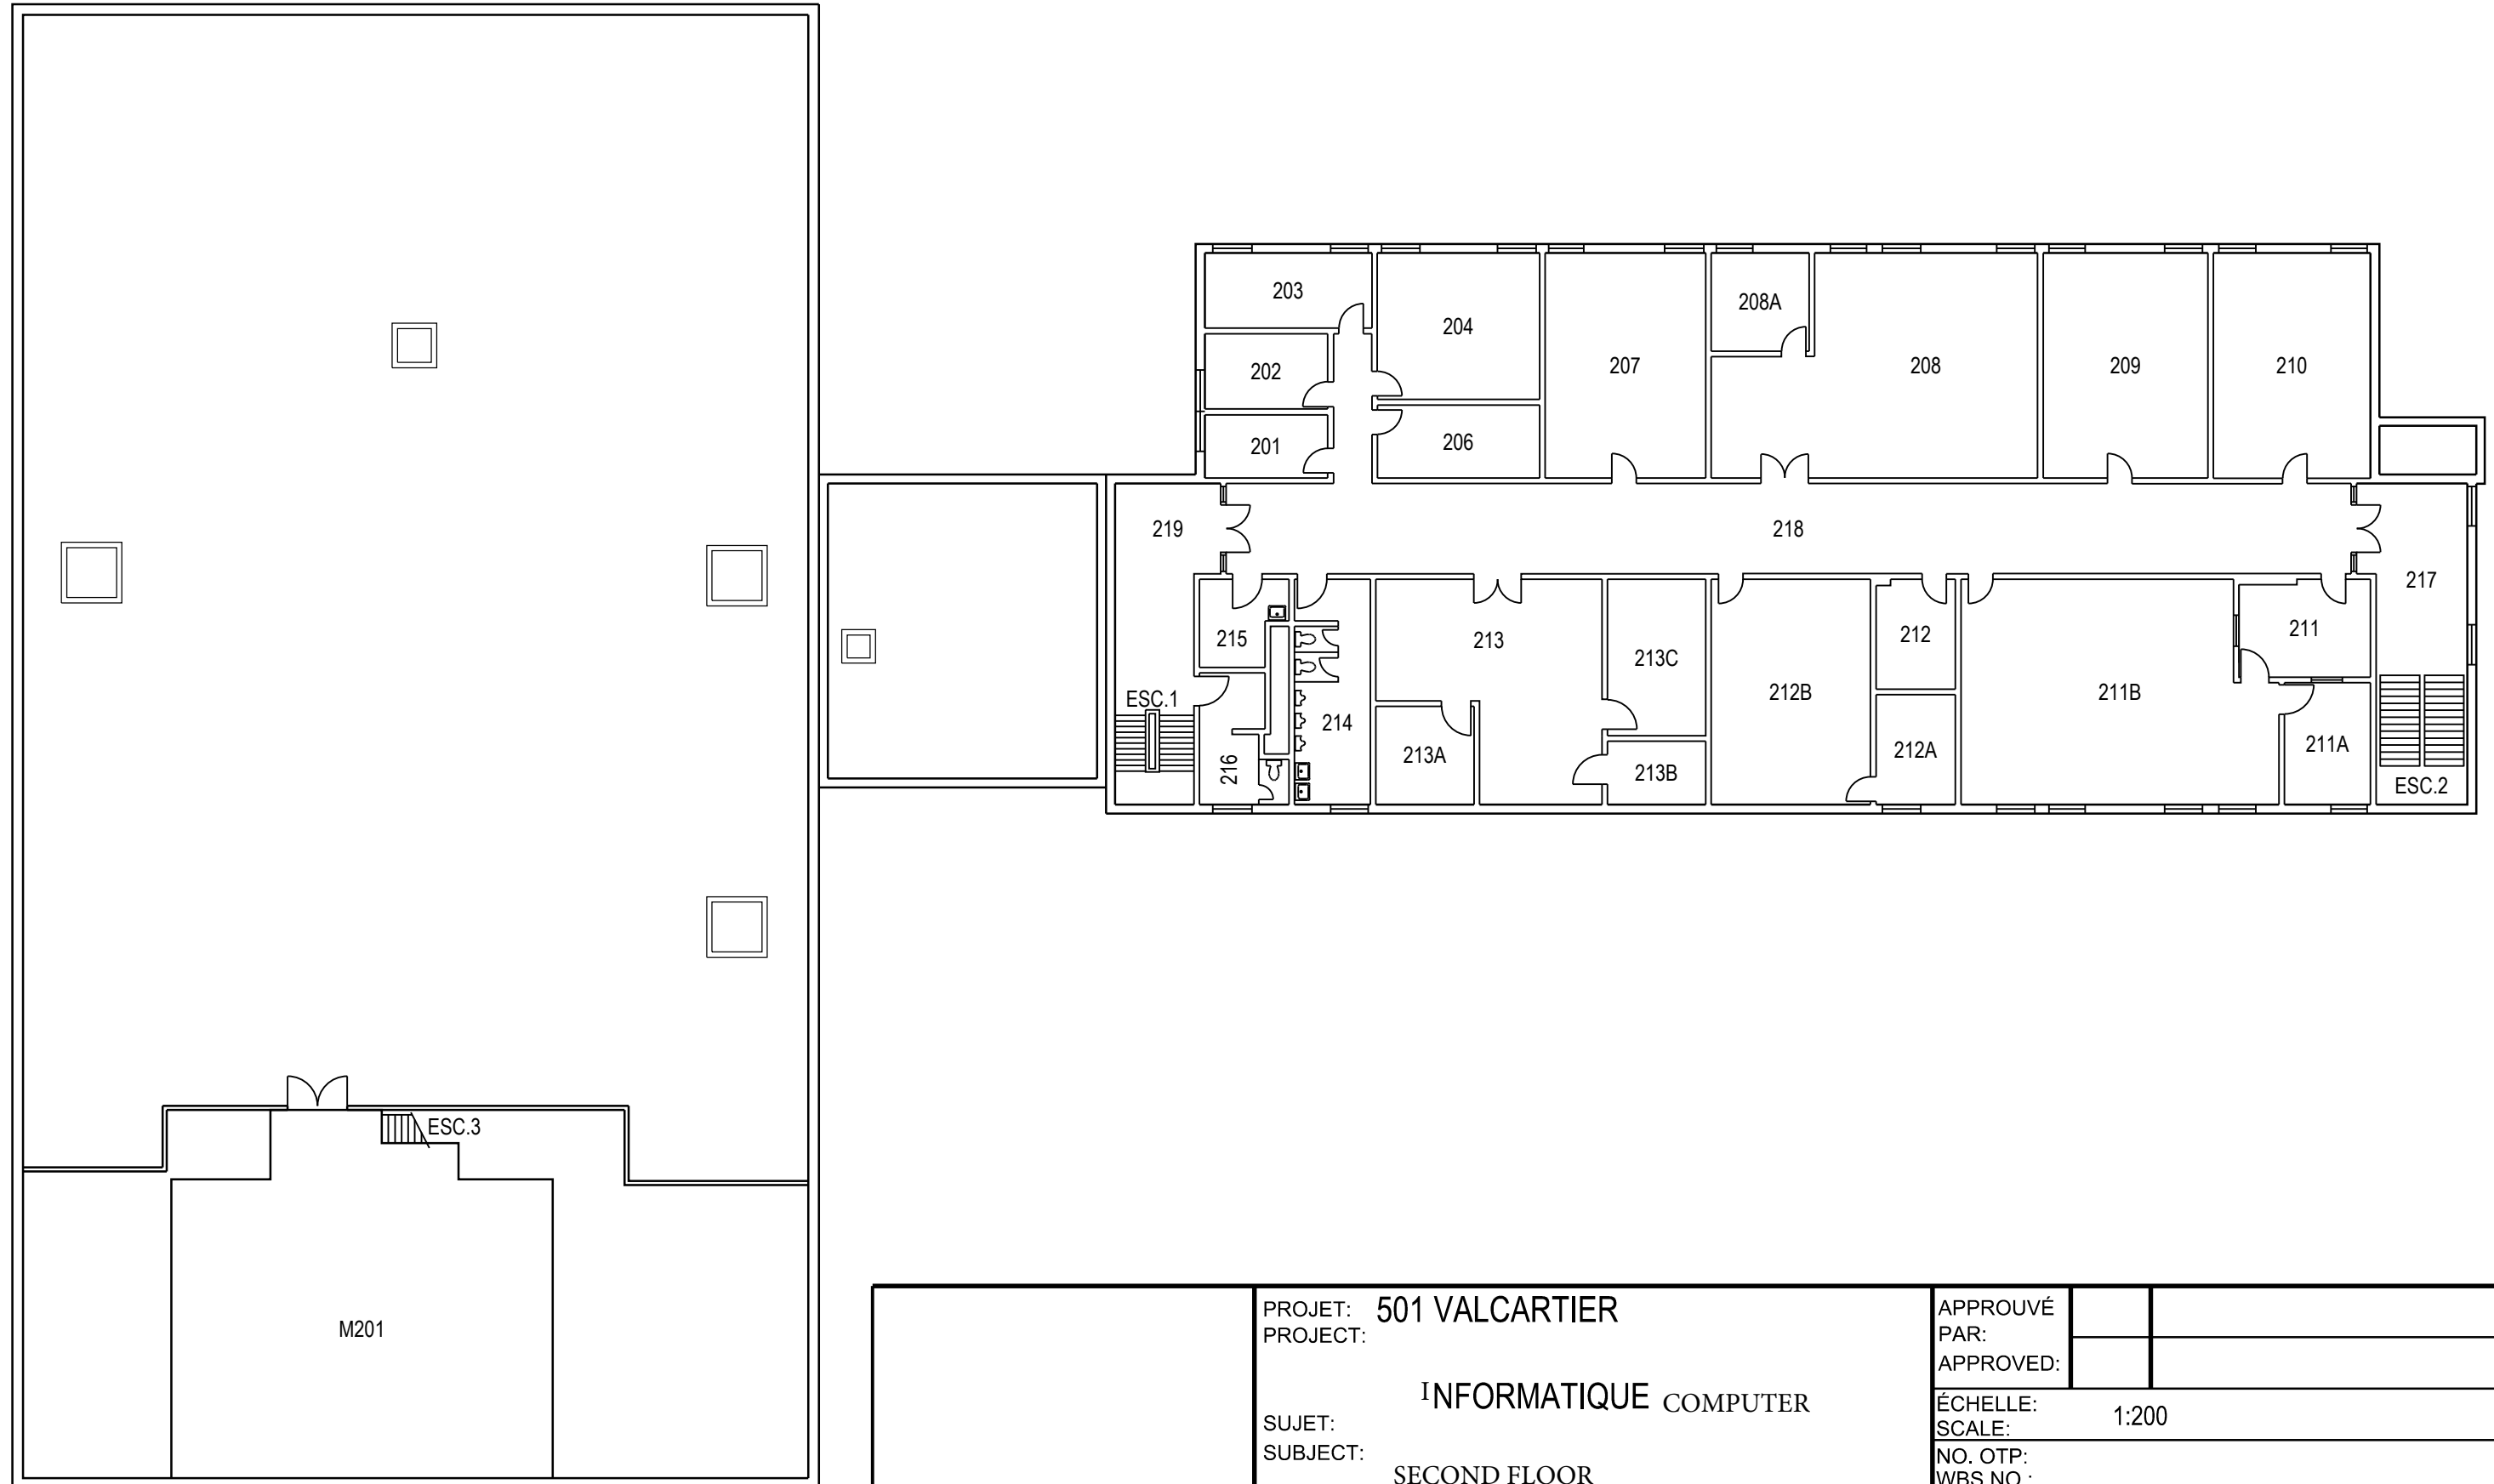 203
208A
204
207
208
209
210
202
206
201
219
218
217
211
215
213
212
213C
212B
211B
ESC.1
214
211A
212A
213A
216
213B
ESC.2
ESC.3
M201
PROJET: 501 VALCARTIER
PROJECT:
INFORMATIQUE COMPUTER
SUJET:
SUBJECT:
SECOND FLOOR
APPROUVÉ
PAR:
APPROVED:
ÉCHELLE:
SCALE: 1:200
NO. OTP:
WBS NO.: